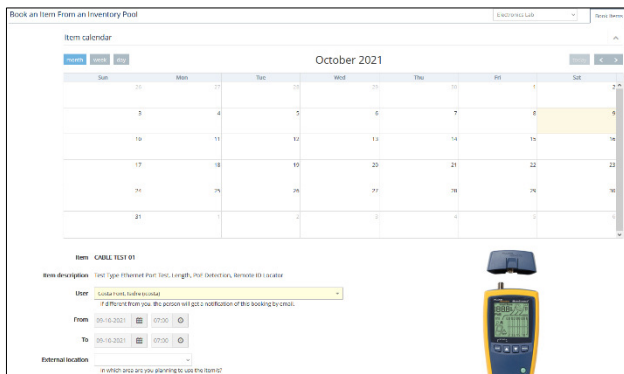 Book an Item From an Inventory Pool
Electronics Lab
Book Items
Item calendar
month week day
October 2021
Sun Mon Tue Wed Thu Fri Sat
26 27 28 29 30 1 2
3 4 5 6 7 8 9
10 11 12 13 14 15 16
17 18 19 20 21 22 23
24 25 26 27 28 29 30
31 1 2 3 4 5 6
Item CABLE TEST 01
Item description Test Type Ethernet Port Test, Length, Port Detection, Remote ID Locator
User
If different from you, the person will get a notification of this booking by email.
From 09-10-2021 07:00
To 09-10-2021 07:00
External location
In which area are you planning to use the item(s)?